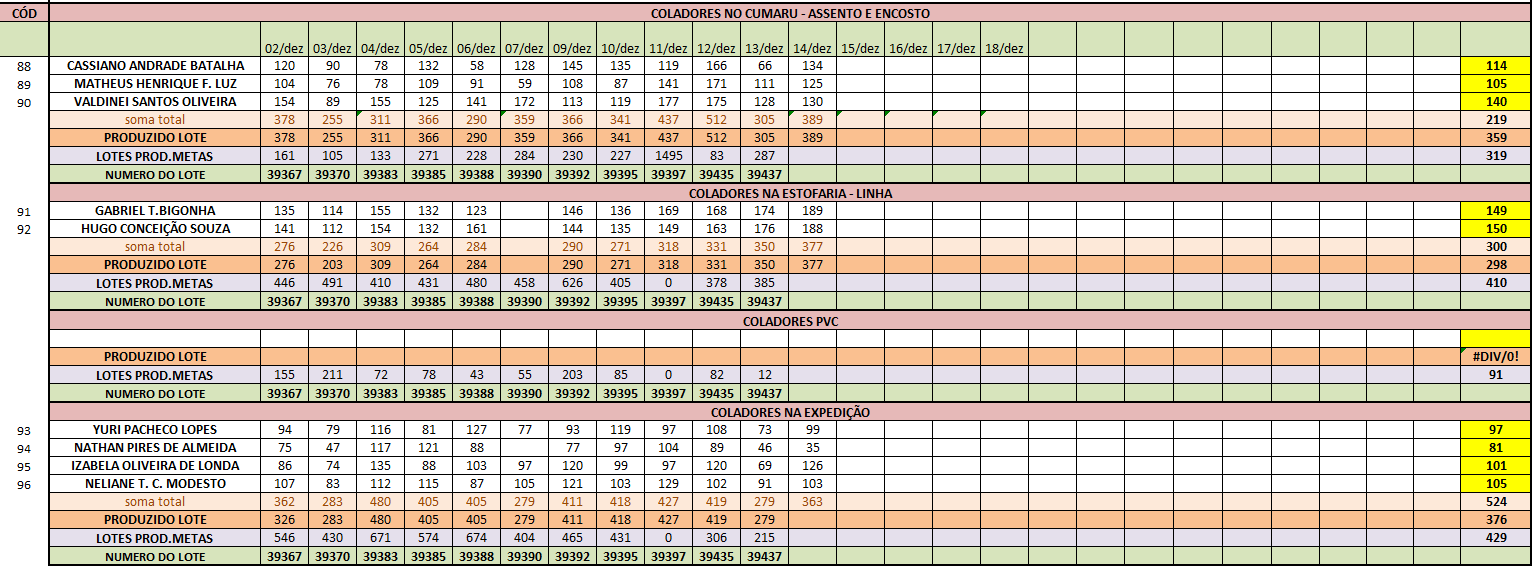 CÓD COLADORES NO CUMARU - ASSENTO E ENCOSTO
02/dez 03/dez 04/dez 05/dez 06/dez 07/dez 09/dez 10/dez 11/dez 12/dez 13/dez 14/dez 15/dez 16/dez 17/dez 18/dez
88 CASSIANO ANDRADE BATALHA 120 90 78 132 58 128 145 135 119 166 66 134 114
89 MATHEUS HENRIQUE F. LUZ 104 76 78 109 91 59 108 87 141 171 111 125 105
90 VALDINEI SANTOS OLIVEIRA 154 89 155 125 141 172 113 119 177 175 128 130 140
soma total 378 255 311 366 290 359 366 341 437 512 305 389 219
PRODUZIDO LOTE 378 255 311 366 290 359 366 341 437 512 305 389 359
LOTES PROD.METAS 161 105 133 271 228 284 230 227 1495 83 287 319
NUMERO DO LOTE 39367 39370 39383 39385 39388 39390 39392 39395 39397 39435 39437
COLADORES NA ESTOFARIA - LINHA
91 GABRIEL T.BIGONHA 135 114 155 132 123 146 136 169 168 174 189 149
92 HUGO CONCEIÇÃO SOUZA 141 112 154 132 161 144 135 149 163 176 188 150
soma total 276 226 309 264 284 290 271 318 331 350 377 300
PRODUZIDO LOTE 276 203 309 264 284 290 271 318 331 350 377 298
LOTES PROD.METAS 446 491 410 431 480 458 626 405 0 378 385 410
NUMERO DO LOTE 39367 39370 39383 39385 39388 39390 39392 39395 39397 39435 39437
COLADORES PVC
PRODUZIDO LOTE #DIV/0!
LOTES PROD.METAS 155 211 72 78 43 55 203 85 0 82 12 91
NUMERO DO LOTE 39367 39370 39383 39385 39388 39390 39392 39395 39397 39435 39437
COLADORES NA EXPEDIÇÃO
93 YURI PACHECO LOPES 94 79 116 81 127 77 93 119 97 108 73 99 97
94 NATHAN PIRES DE ALMEIDA 75 47 117 121 88 77 97 104 89 46 35 81
95 IZABELA OLIVEIRA DE LONDA 86 74 135 88 103 97 120 99 97 120 69 126 101
96 NELIANE T. C. MODESTO 107 83 112 115 87 105 121 103 129 102 91 103 105
soma total 362 283 480 405 405 279 411 418 427 419 279 363 524
PRODUZIDO LOTE 326 283 480 405 405 279 411 418 427 419 279 376
LOTES PROD.METAS 546 430 671 574 674 404 465 431 0 306 215 429
NUMERO DO LOTE 39367 39370 39383 39385 39388 39390 39392 39395 39397 39435 39437